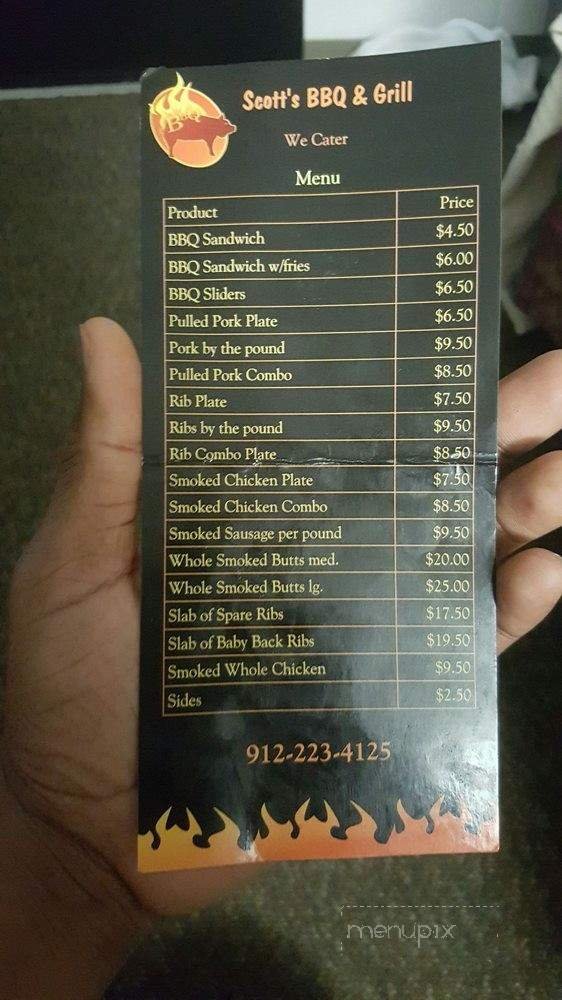 BBQ
Scott's BBQ & Grill
We Cater
Menu
Product Price
BBQ Sandwich $4.50
BBQ Sandwich w/fries $6.00
BBQ Sliders $6.50
Pulled Pork Plate $6.50
Pork by the pound $9.50
Pulled Pork Combo $8.50
Rib Plate $7.50
Ribs by the pound $9.50
Rib Combo Plate $8.50
Smoked Chicken Plate $7.50
Smoked Chicken Combo $8.50
Smoked Sausage per pound $9.50
Whole Smoked Butts med. $20.00
Whole Smoked Butts lg. $25.00
Slab of Spare Ribs $17.50
Slab of Baby Back Ribs $19.50
Smoked Whole Chicken $9.50
Sides $2.50
912-223-4125
menupix